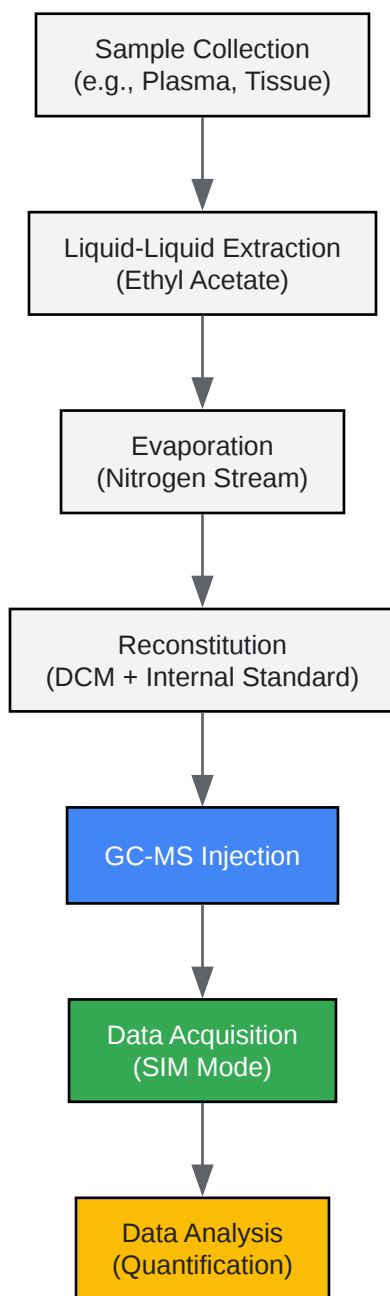 Sample Collection
(e.g., Plasma, Tissue)
Liquid-Liquid Extraction
(Ethyl Acetate)
Evaporation
(Nitrogen Stream)
Reconstitution
(DCM + Internal Standard)
GC-MS Injection
Data Acquisition
(SIM Mode)
Data Analysis
(Quantification)